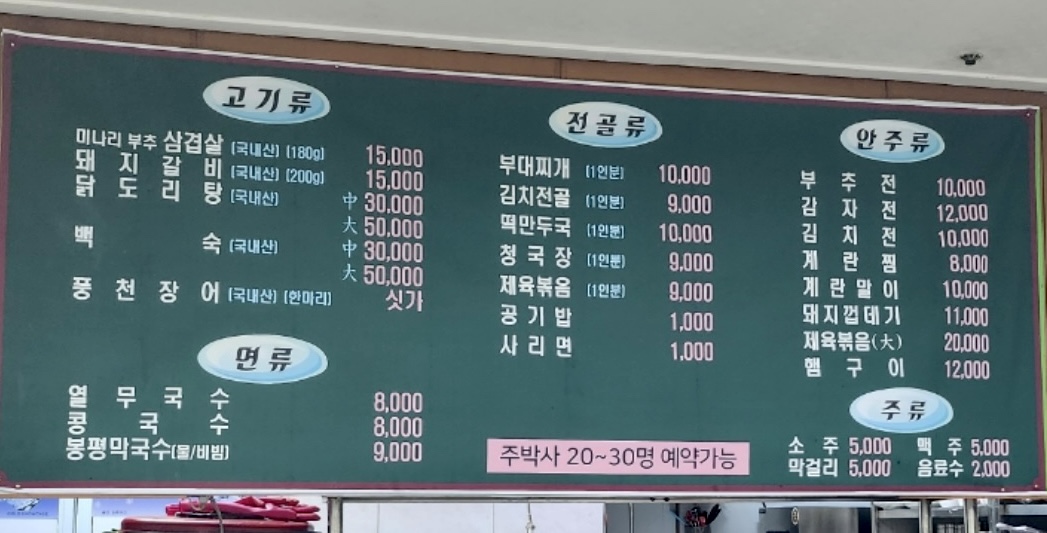 고기류
미나리 부추 삼겹살 (국내산) (180g) 15,000
돼지갈비 (국내산) (200g) 15,000
닭도리탕 (국내산) 中 30,000
大 50,000
백숙 (국내산) 中 30,000
大 50,000
풍천장어 (국내산) (한마리) 싯가
면류
열무국수 8,000
콩국수 8,000
봉평막국수(물/비빔) 9,000
전골류
부대찌개 (1인분) 10,000
김치전골 (1인분) 9,000
떡만두국 (1인분) 10,000
청국장 (1인분) 9,000
제육볶음 (1인분) 9,000
공기밥 1,000
사리면 1,000
주박사 20~30명 예약가능
안주류
부추전 10,000
감자전 12,000
김치전 10,000
계란찜 8,000
계란말이 10,000
돼지껍데기 11,000
제육볶음(大) 20,000
햄구이 12,000
주류
소주 5,000 맥주 5,000
막걸리 5,000 음료수 2,000